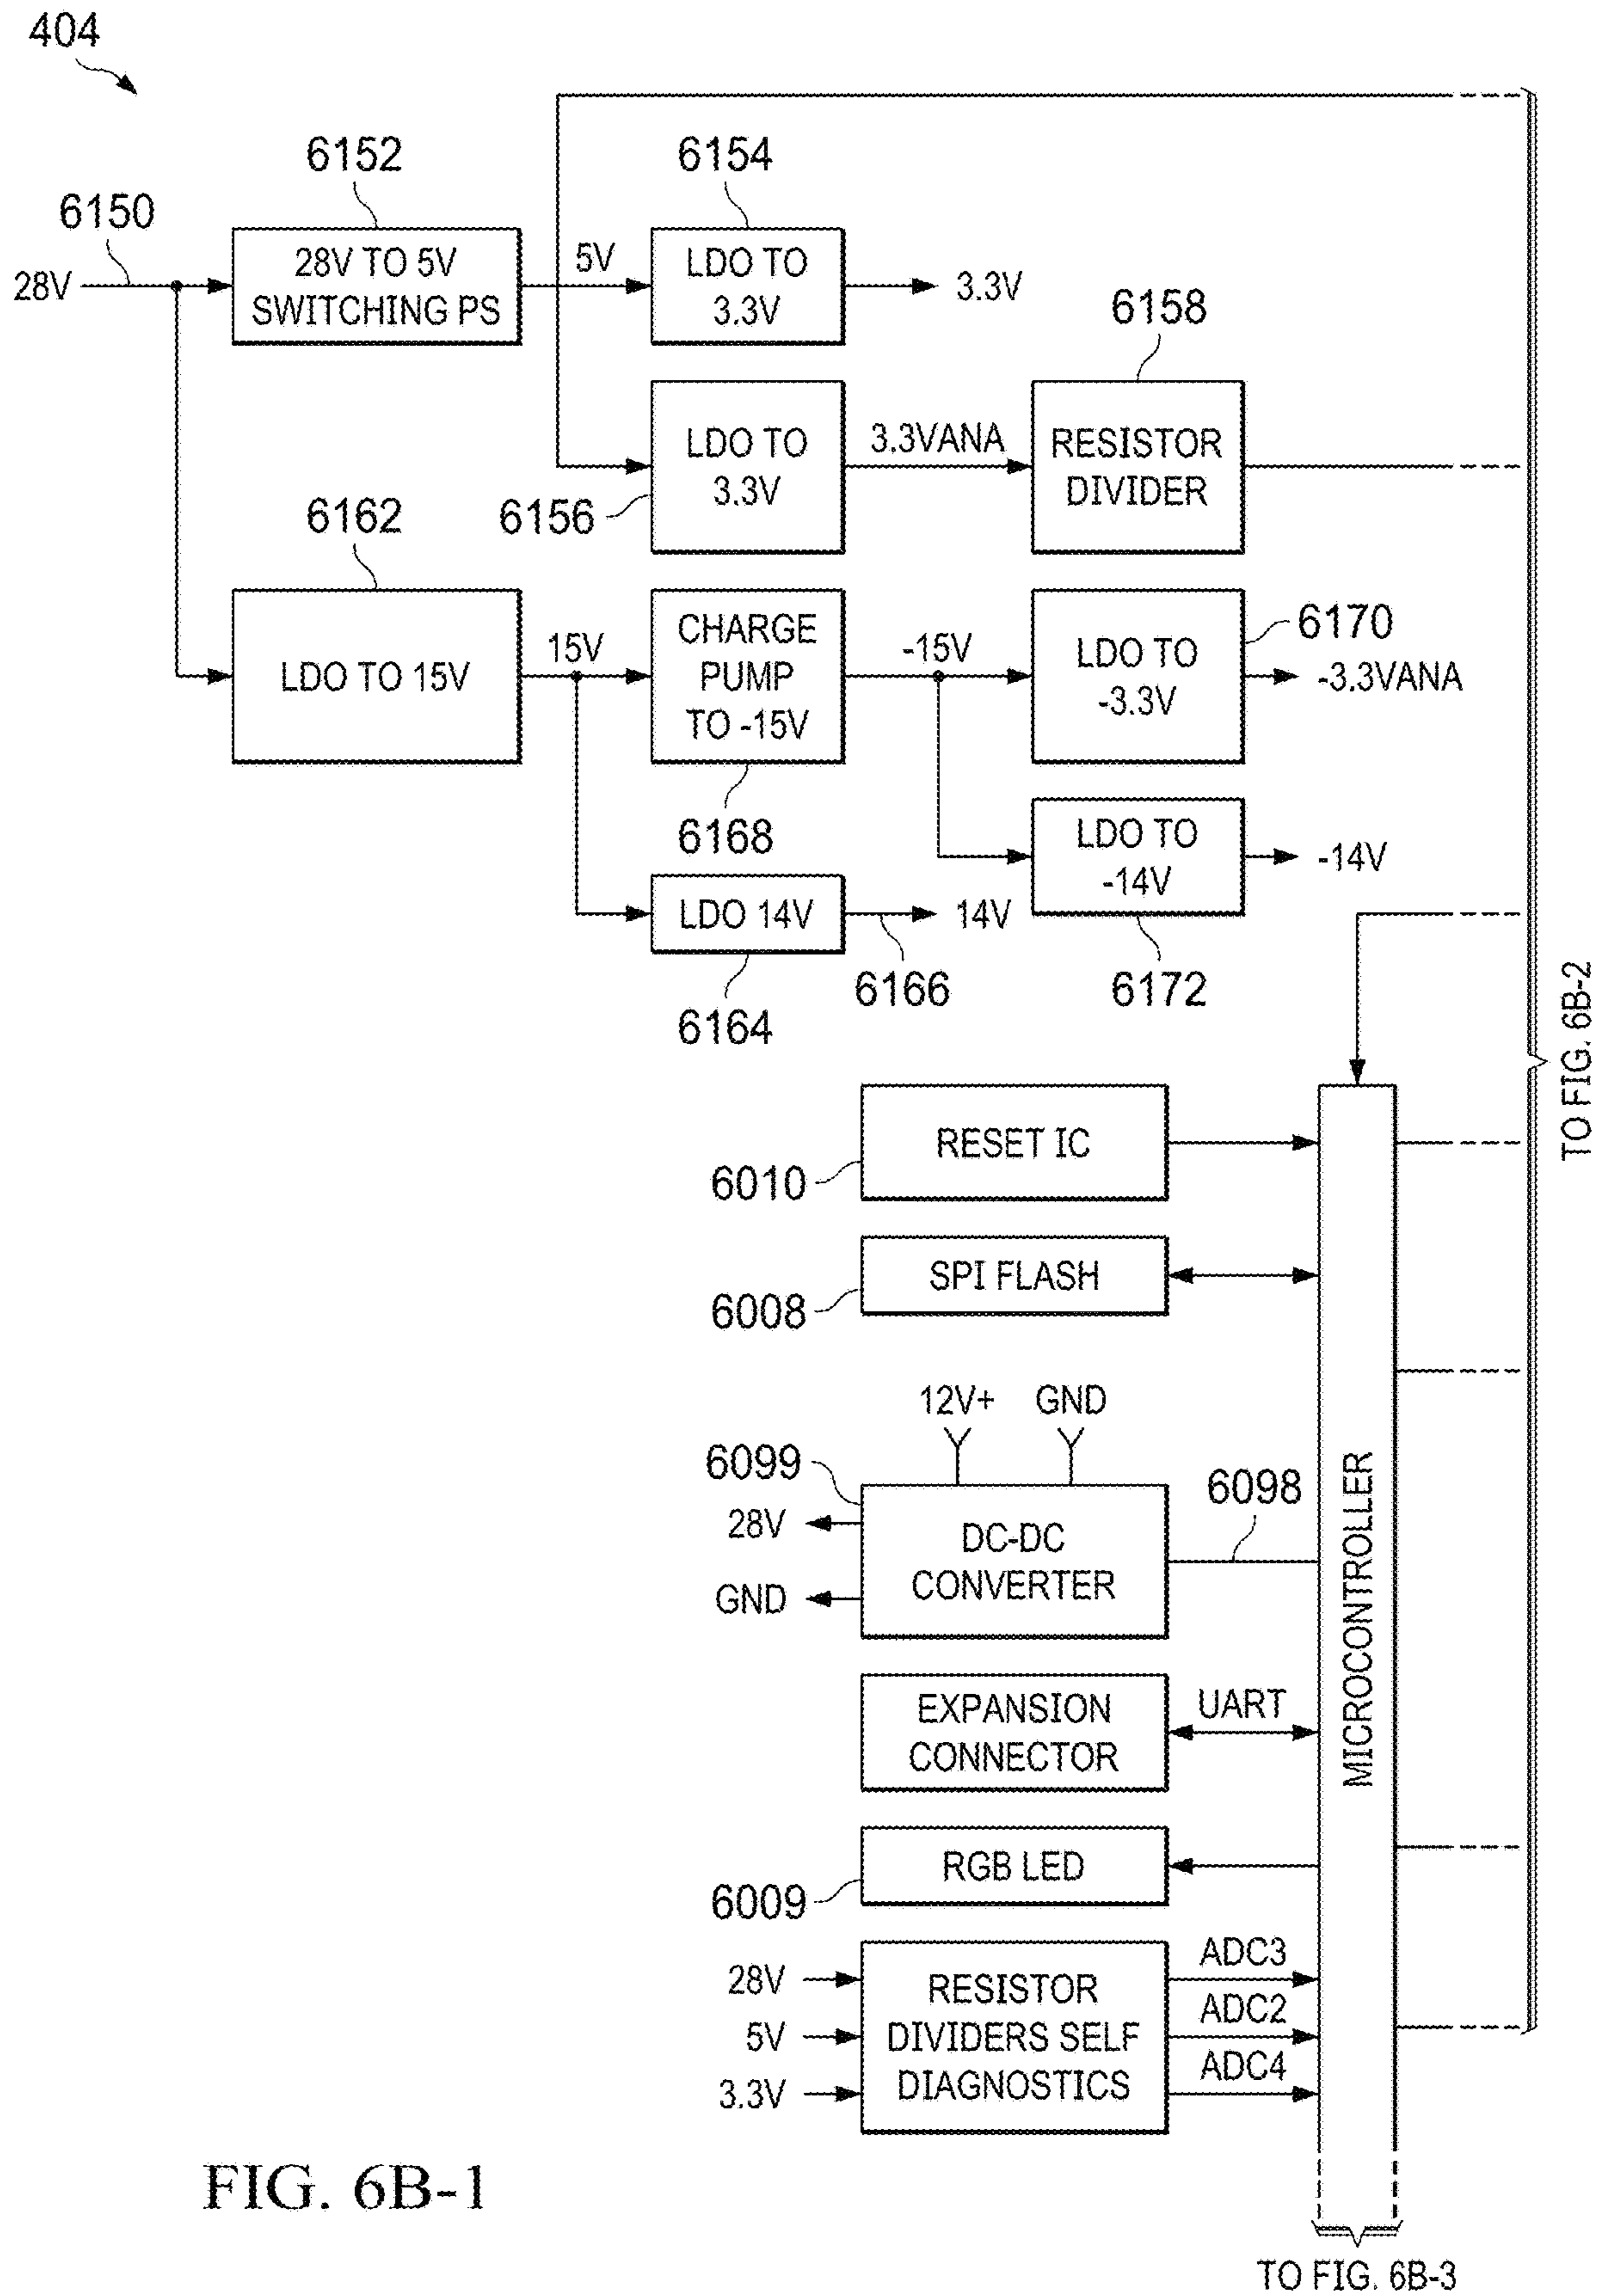 404
6152
6154
6150
28V
28V TO 5V
SWITCHING PS
5V
LDO TO
3.3V
3.3V
6158
LDO TO
3.3V
3.3VANA
RESISTOR
DIVIDER
6156
6162
LDO TO 15V
15V
CHARGE
PUMP
TO -15V
-15V
LDO TO
-3.3V
6170
-3.3VANA
6168
LDO TO
-14V
-14V
LDO 14V
14V
6164
6166
6172
TO FIG. 6B-2
RESET IC
6010
SPI FLASH
6008
12V+
GND
6099
28V
GND
DC-DC
CONVERTER
6098
MICROCONTROLLER
EXPANSION
CONNECTOR
UART
RGB LED
6009
28V
5V
3.3V
RESISTOR
DIVIDERS SELF
DIAGNOSTICS
ADC3
ADC2
ADC4
FIG. 6B-1
TO FIG. 6B-3